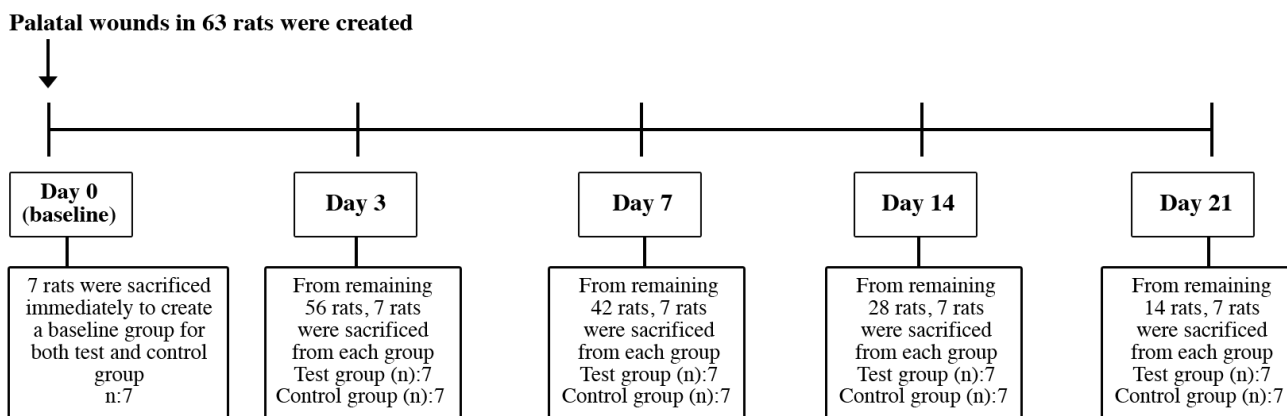 Palatal wounds in 63 rats were created
Day 0
(baseline)
Day 3
Day 7
Day 14
Day 21
7 rats were sacrificed
immediately to create
a baseline group for
both test and control
group
n:7
From remaining
56 rats, 7 rats
were sacrificed
from each group
Test group (n):7
Control group (n):7
From remaining
42 rats, 7 rats
were sacrificed
from each group
Test group (n):7
Control group (n):7
From remaining
28 rats, 7 rats
were sacrificed
from each group
Test group (n):7
Control group (n):7
From remaining
14 rats, 7 rats
were sacrificed
from each group
Test group (n):7
Control group (n):7